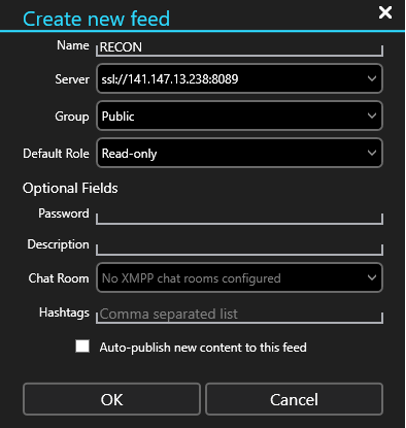 Create new feed
Name RECON
Server ssl://141.147.13.238:8089
Group Public
Default Role Read-only
Optional Fields
Password
Description
Chat Room No XMPP chat rooms configured
Hashtags Comma separated list
Auto-publish new content to this feed
OK Cancel